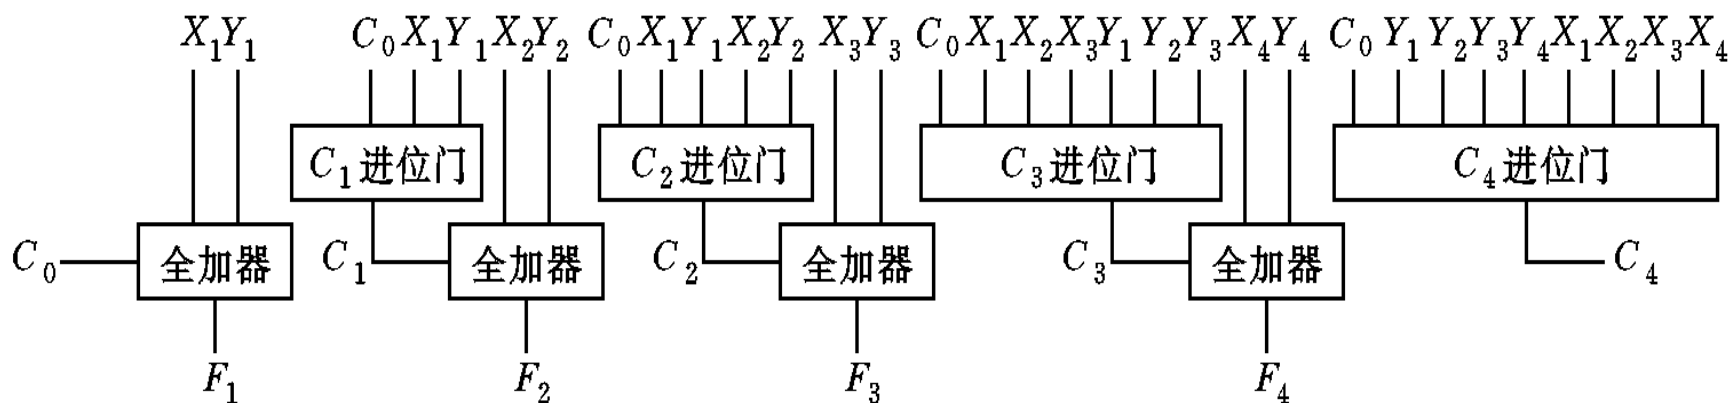 X₁Y₁ C₀X₁Y₁X₂Y₂ C₀X₁Y₁X₂Y₂ X₃Y₃ C₀X₁X₂X₃Y₁Y₂Y₃X₄Y₄ C₀Y₁Y₂Y₃Y₄X₁X₂X₃X₄
C₁进位门 C₂进位门 C₃进位门 C₄进位门
C₀ 全加器 C₁ 全加器 C₂ 全加器 C₃ 全加器 C₄
F₁ F₂ F₃ F₄